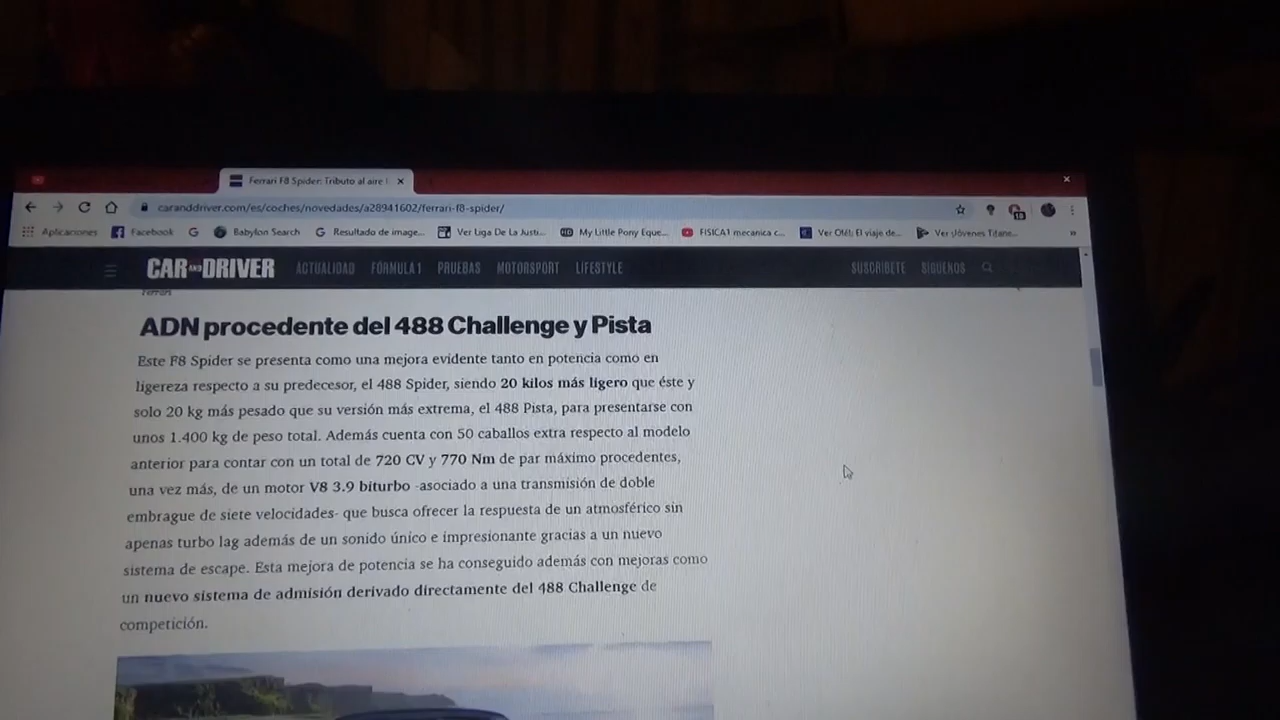 Ferrari F8 Spider: Tributo al aire l
caranddriver.com/es/coches/novedades/a28941602/ferrari-f8-spider/
Aplicaciones Facebook Babylon Search Resultado de image... Ver Liga De La Justi... My Little Pony Eque... FISICA1 mecanica c... Ver Olé!: El viaje de... Ver Jóvenes Titane... »
CAR AND DRIVER ACTUALIDAD FÓRMULA 1 PRUEBAS MOTORSPORT LIFESTYLE SUSCRÍBETE SÍGUENOS
Ferrari
ADN procedente del 488 Challenge y Pista
Este F8 Spider se presenta como una mejora evidente tanto en potencia como en
ligereza respecto a su predecesor, el 488 Spider, siendo 20 kilos más ligero que éste y
solo 20 kg más pesado que su versión más extrema, el 488 Pista, para presentarse con
unos 1.400 kg de peso total. Además cuenta con 50 caballos extra respecto al modelo
anterior para contar con un total de 720 CV y 770 Nm de par máximo procedentes,
una vez más, de un motor V8 3.9 biturbo -asociado a una transmisión de doble
embrague de siete velocidades- que busca ofrecer la respuesta de un atmosférico sin
apenas turbo lag además de un sonido único e impresionante gracias a un nuevo
sistema de escape. Esta mejora de potencia se ha conseguido además con mejoras como
un nuevo sistema de admisión derivado directamente del 488 Challenge de
competición.